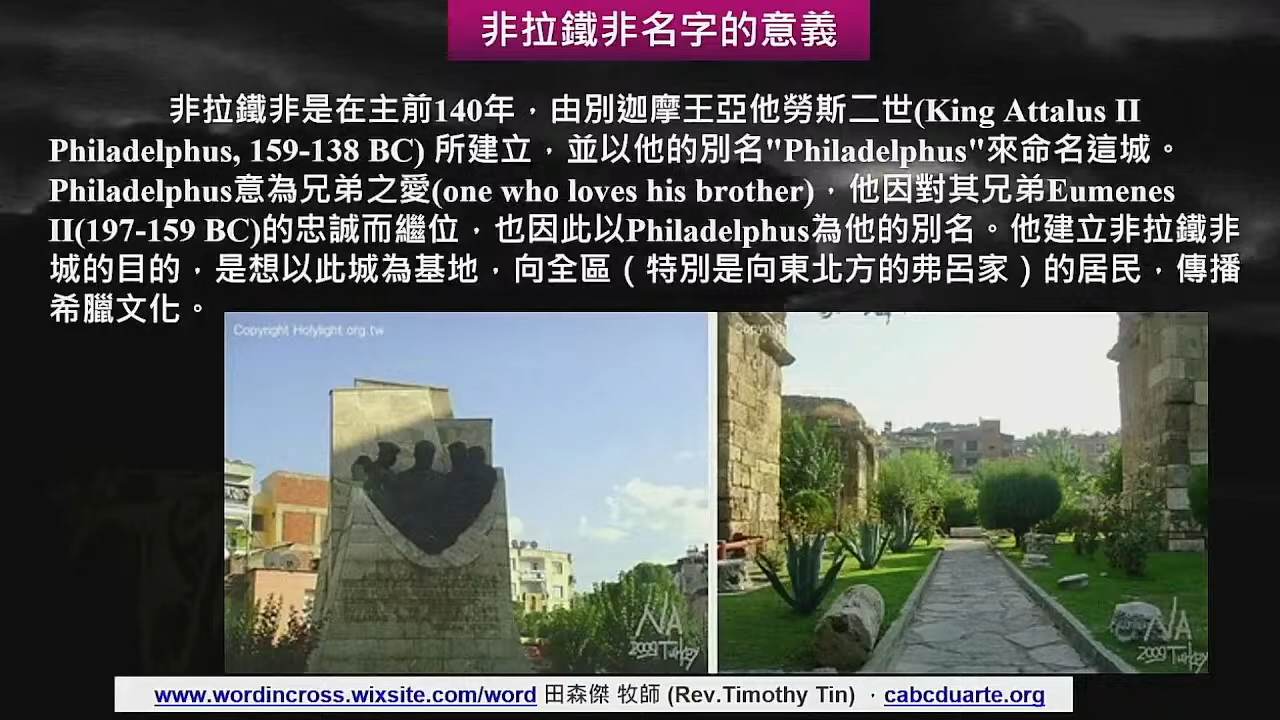 非拉鐵非名字的意義
非拉鐵非是在主前140年，由別迦摩王亞他勞斯二世(King Attalus II
Philadelphus, 159-138 BC) 所建立，並以他的別名"Philadelphus"來命名這城。
Philadelphus意為兄弟之愛(one who loves his brother)，他因對其兄弟Eumenes
II(197-159 BC)的忠誠而繼位，也因此以Philadelphus為他的別名。他建立非拉鐵非
城的目的，是想以此城為基地，向全區（特別是向東北方的弗呂家）的居民，傳播
希臘文化。
Copyright Holylight.org.tw
NA
2009 Turkey
NA
2009 Turkey
www.wordincross.wixsite.com/word 田森傑 牧師 (Rev.Timothy Tin) ，cabcduarte.org